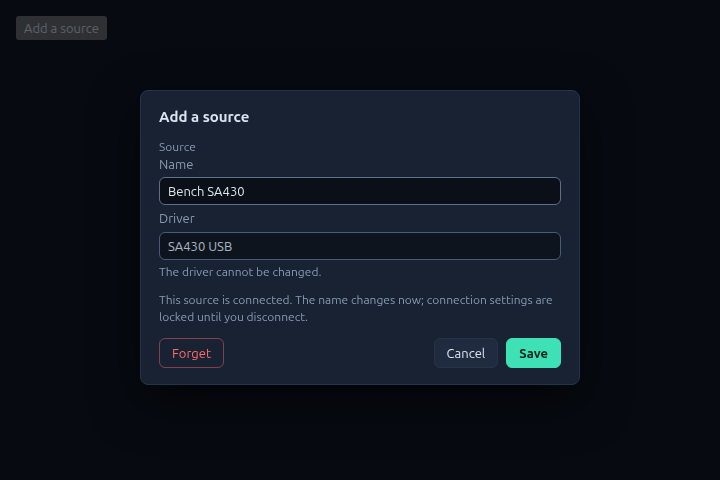 Add a source
Add a source
Source
Name
Bench SA430
Driver
SA430 USB
The driver cannot be changed.
This source is connected. The name changes now; connection settings are
locked until you disconnect.
Forget
Cancel
Save